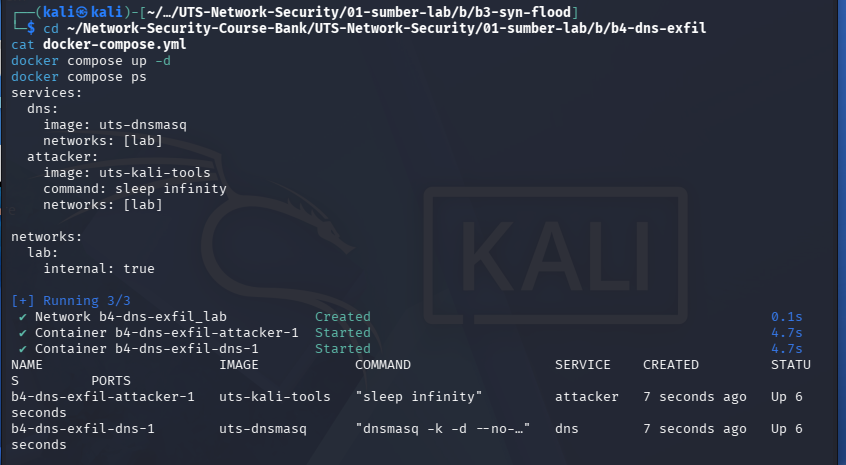 ┌──(kali㉿kali)-[~/…/UTS-Network-Security/01-sumber-lab/b/b3-syn-flood]
└─$ cd ~/Network-Security-Course-Bank/UTS-Network-Security/01-sumber-lab/b/b4-dns-exfil
cat docker-compose.yml
docker compose up -d
docker compose ps
services:
  dns:
    image: uts-dnsmasq
    networks: [lab]
  attacker:
    image: uts-kali-tools
    command: sleep infinity
    networks: [lab]

networks:
  lab:
    internal: true

[+] Running 3/3
 ✔ Network b4-dns-exfil_lab           Created                                                  0.1s
 ✔ Container b4-dns-exfil-attacker-1  Started                                                  4.7s
 ✔ Container b4-dns-exfil-dns-1       Started                                                  4.7s
NAME                      IMAGE            COMMAND                  SERVICE    CREATED         STATU
S         PORTS
b4-dns-exfil-attacker-1   uts-kali-tools   "sleep infinity"         attacker   7 seconds ago   Up 6
seconds
b4-dns-exfil-dns-1        uts-dnsmasq      "dnsmasq -k -d --no-…"   dns        7 seconds ago   Up 6
seconds
KALI